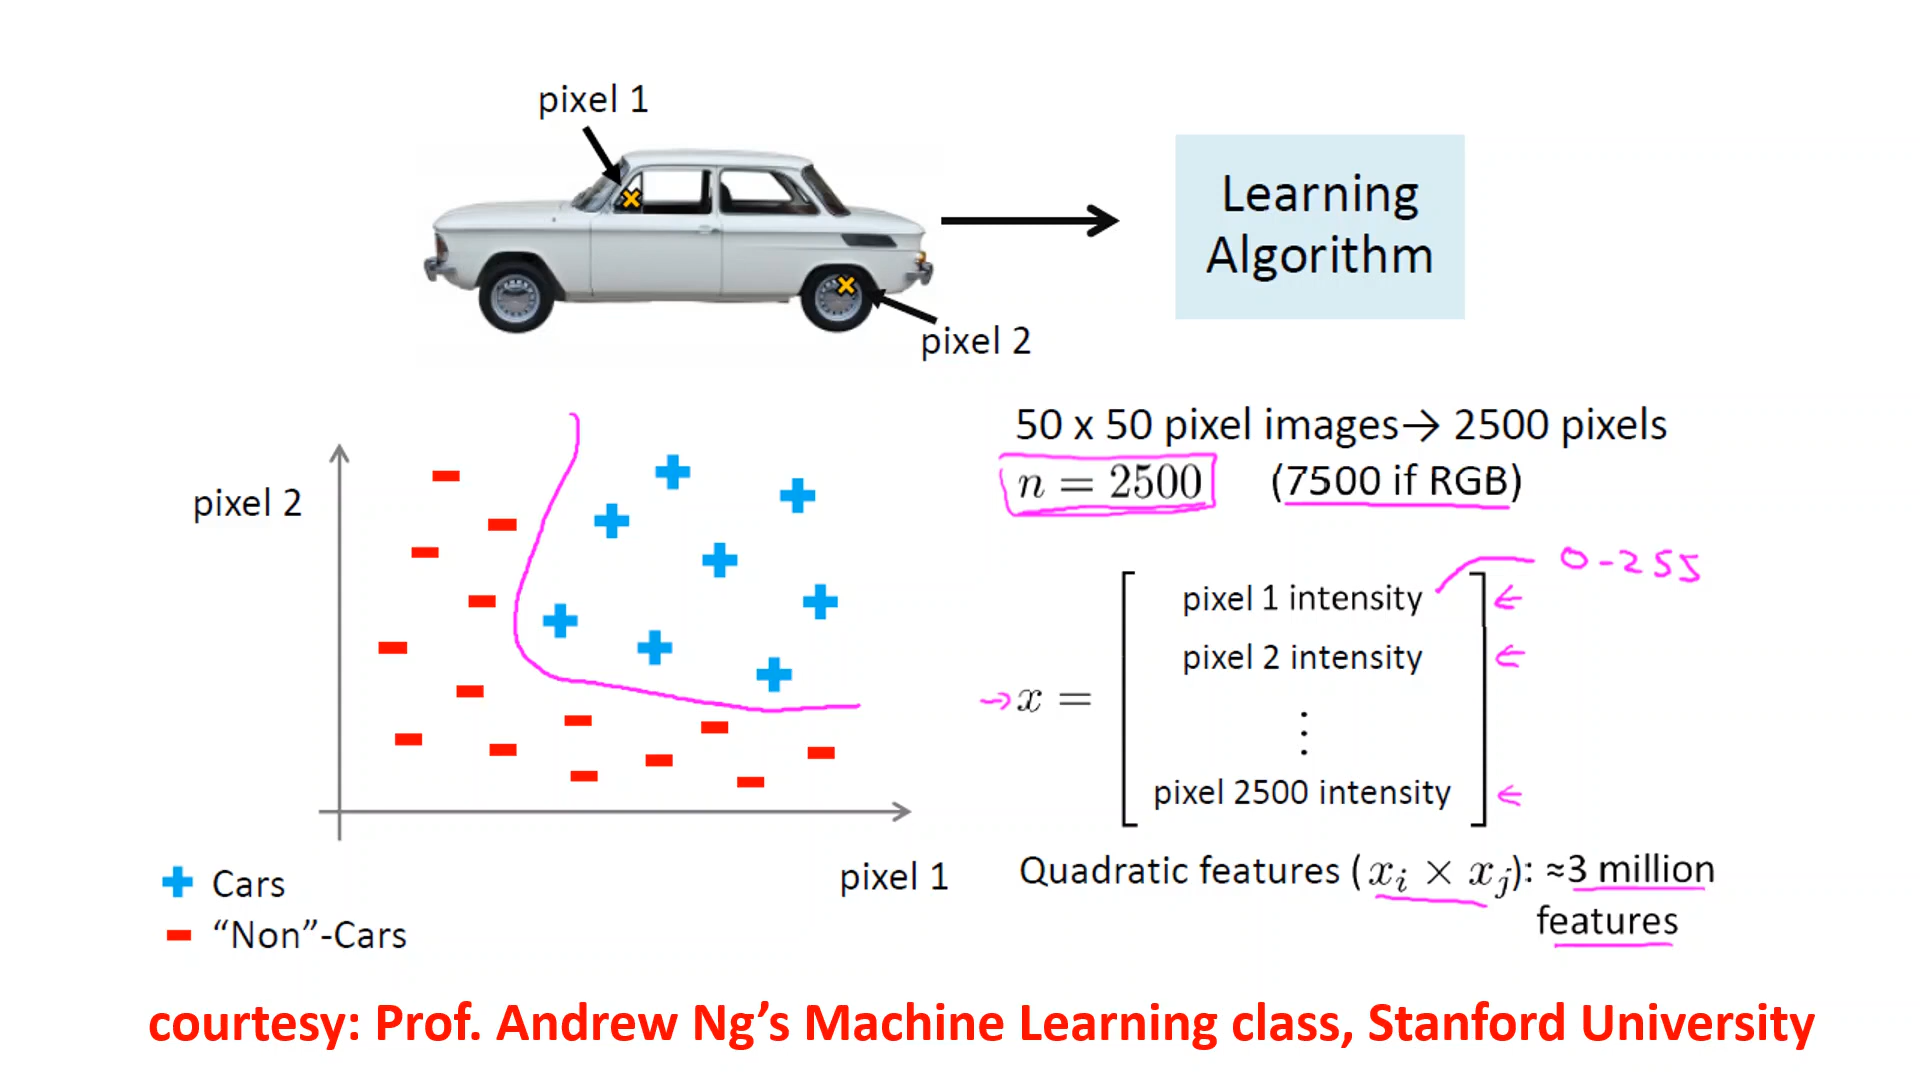 pixel 1
Learning
Algorithm
pixel 2
50 x 50 pixel images→ 2500 pixels
n = 2500 (7500 if RGB)
pixel 2
0-255
pixel 1 intensity
pixel 2 intensity
⋮
pixel 2500 intensity
→x =
pixel 1
Quadratic features (xᵢ × xⱼ): ≈3 million
features
Cars
“Non”-Cars
courtesy: Prof. Andrew Ng’s Machine Learning class, Stanford University